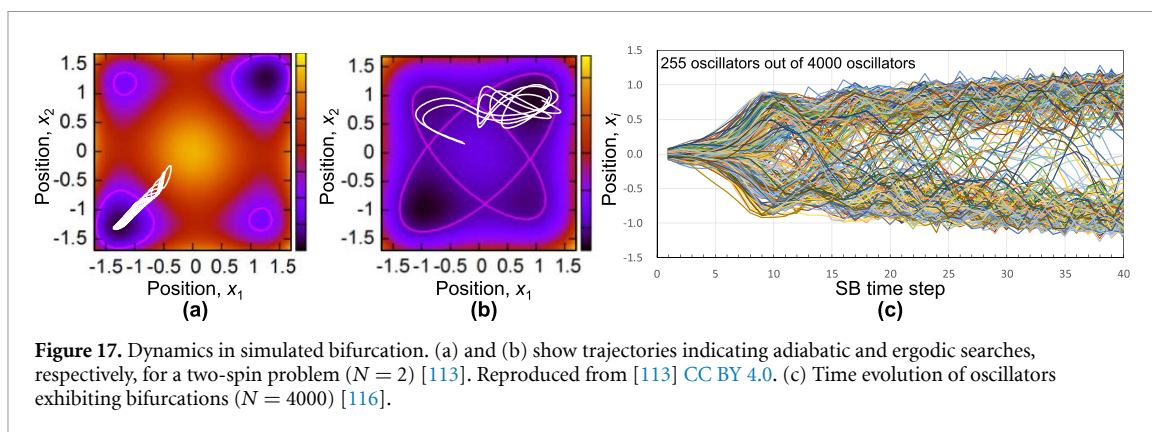 1.5
1
0.5
0
-0.5
-1
-1.5
Position, x2
-1.5 -1 -0.5 0 0.5 1 1.5
Position, x1
(a)
1.5
1
0.5
0
-0.5
-1
-1.5
Position, x2
-1.5 -1 -0.5 0 0.5 1 1.5
Position, x1
(b)
255 oscillators out of 4000 oscillators
1.5
1.0
0.5
0.0
-0.5
-1.0
-1.5
Position, xi
0 5 10 15 20 25 30 35 40
SB time step
(c)
Figure 17. Dynamics in simulated bifurcation. (a) and (b) show trajectories indicating adiabatic and ergodic searches,
respectively, for a two-spin problem (N = 2) [113]. Reproduced from [113] CC BY 4.0. (c) Time evolution of oscillators
exhibiting bifurcations (N = 4000) [116].